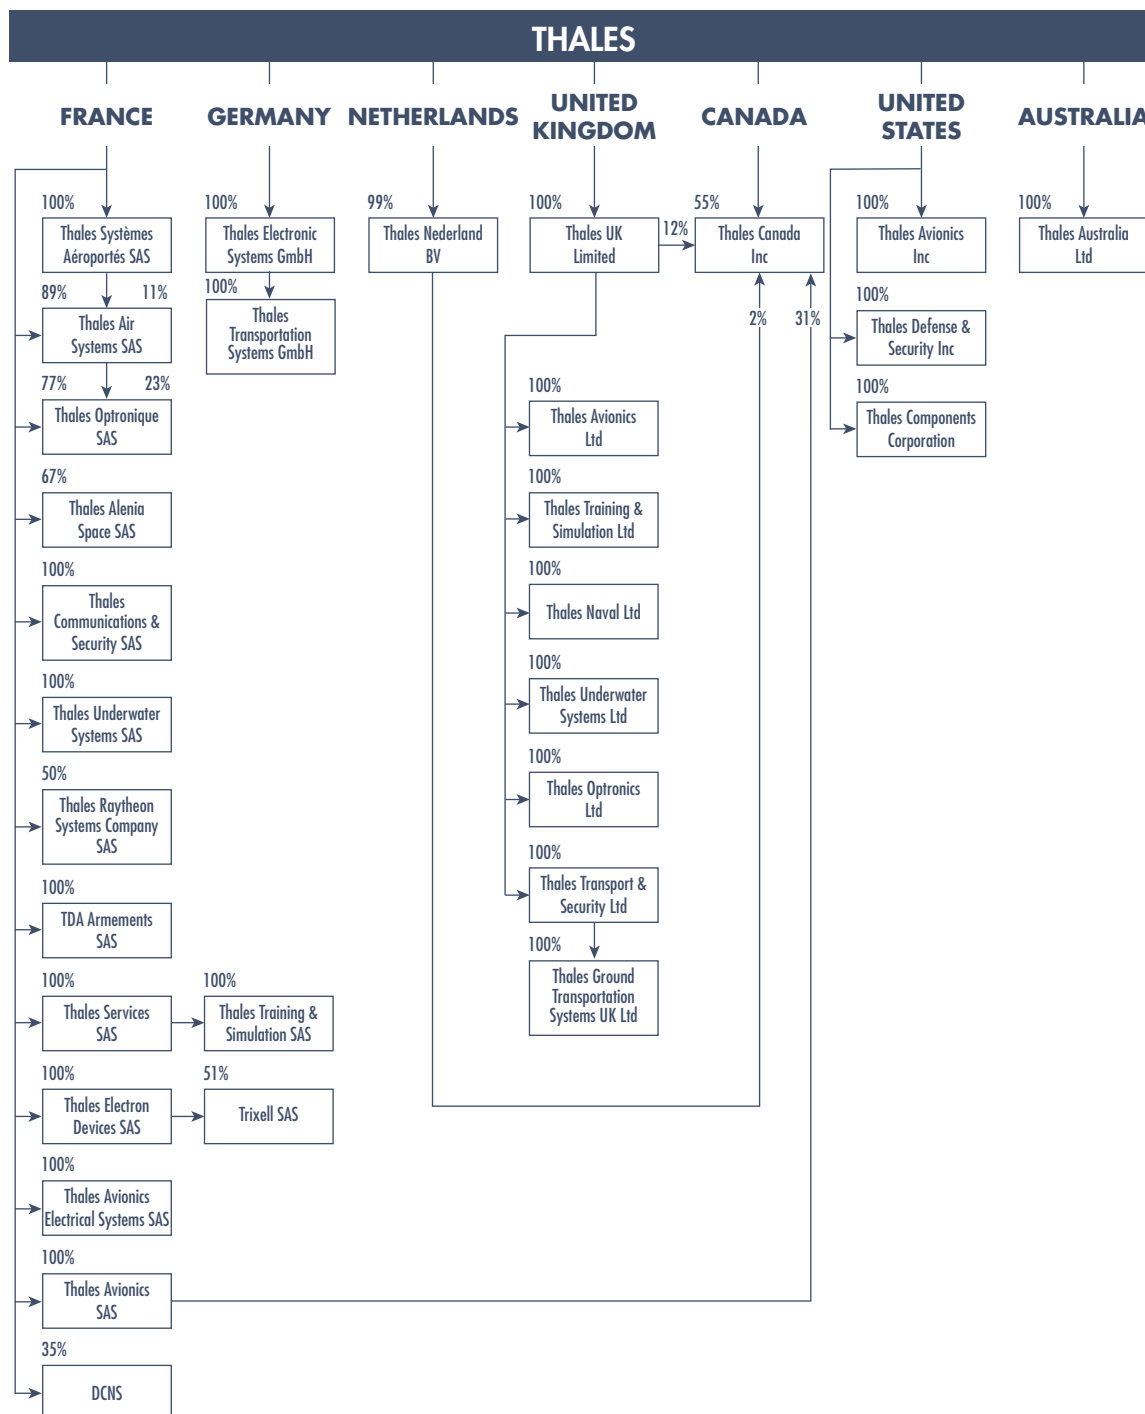 THALES
FRANCE
GERMANY
NETHERLANDS
UNITED
KINGDOM
CANADA
UNITED
STATES
AUSTRALIA
100%
Thales Systèmes
Aéroportés SAS
89% 11%
Thales Air
Systems SAS
77% 23%
Thales Optronique
SAS
67%
Thales Alenia
Space SAS
100%
Thales
Communications &
Security SAS
100%
Thales Underwater
Systems SAS
50%
Thales Raytheon
Systems Company
SAS
100%
TDA Armements
SAS
100%
Thales Services
SAS
100%
Thales Training &
Simulation SAS
100%
Thales Electron
Devices SAS
51%
Trixell SAS
100%
Thales Avionics
Electrical Systems SAS
100%
Thales Avionics
SAS
35%
DCNS
100%
Thales Electronic
Systems GmbH
100%
Thales
Transportation
Systems GmbH
99%
Thales Nederland
BV
100%
Thales UK
Limited
12%
100%
Thales Avionics
Ltd
100%
Thales Training &
Simulation Ltd
100%
Thales Naval Ltd
100%
Thales Underwater
Systems Ltd
100%
Thales Optronics
Ltd
100%
Thales Transport &
Security Ltd
100%
Thales Ground
Transportation
Systems UK Ltd
55%
Thales Canada
Inc
2% 31%
100%
Thales Avionics
Inc
100%
Thales Defense &
Security Inc
100%
Thales Components
Corporation
100%
Thales Australia
Ltd